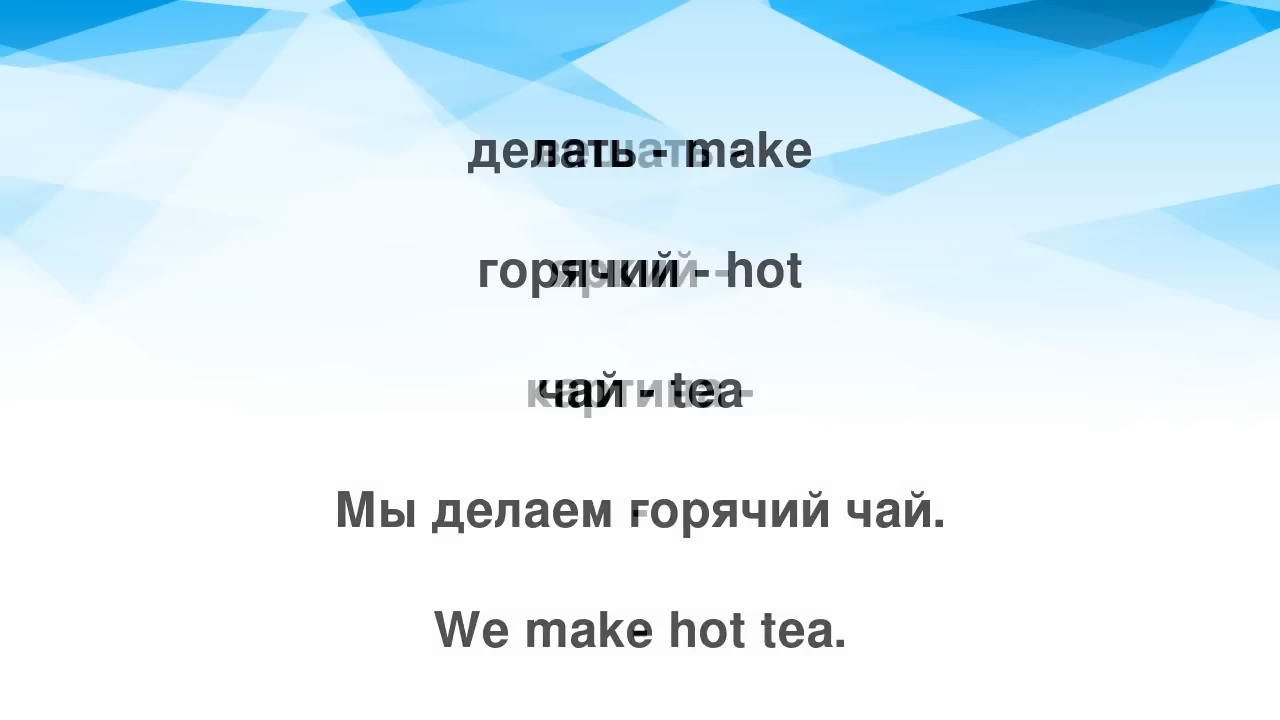 делать - make
горячий - hot
чай - tea
Мы делаем горячий чай.
We make hot tea.